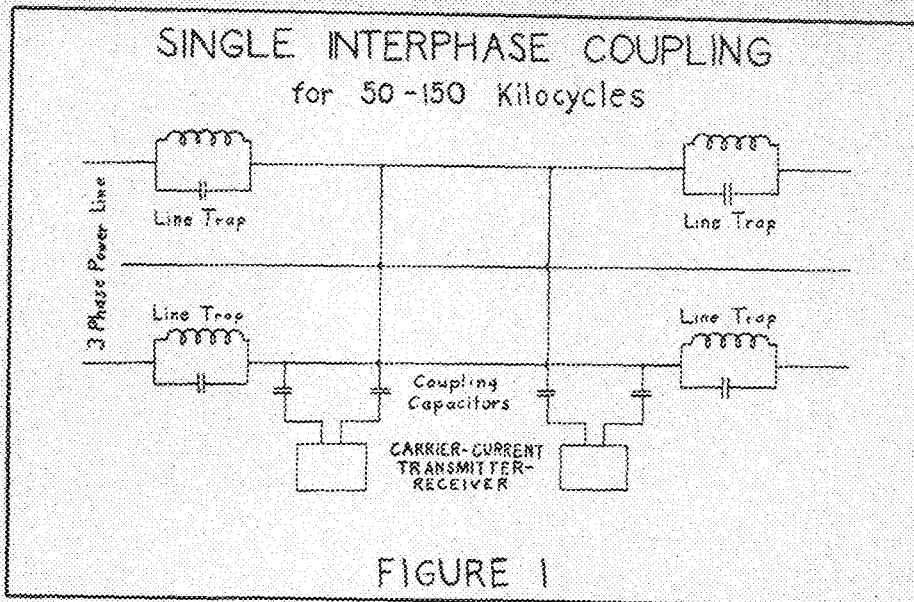 SINGLE INTERPHASE COUPLING
for 50-150 Kilocycles
3 Phase Power Line
Line Trap
Line Trap
Line Trap
Line Trap
Coupling
Capacitors
CARRIER-CURRENT
TRANSMITTER-
RECEIVER
FIGURE 1